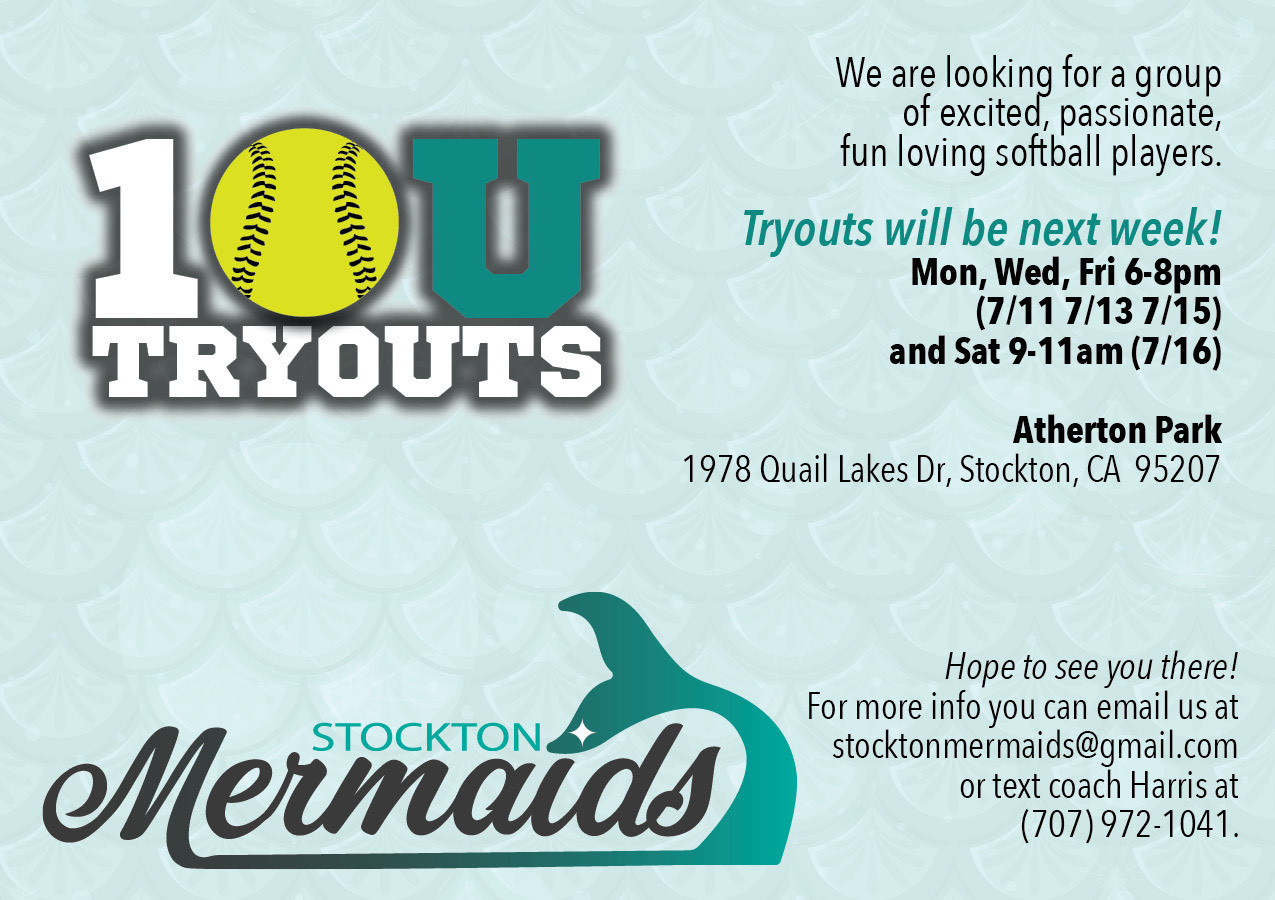 10U
TRYOUTS
We are looking for a group
of excited, passionate,
fun loving softball players.
Tryouts will be next week!
Mon, Wed, Fri 6-8pm
(7/11 7/13 7/15)
and Sat 9-11am (7/16)
Atherton Park
1978 Quail Lakes Dr, Stockton, CA  95207
STOCKTON
Mermaids
Hope to see you there!
For more info you can email us at
stocktonmermaids@gmail.com
or text coach Harris at
(707) 972-1041.